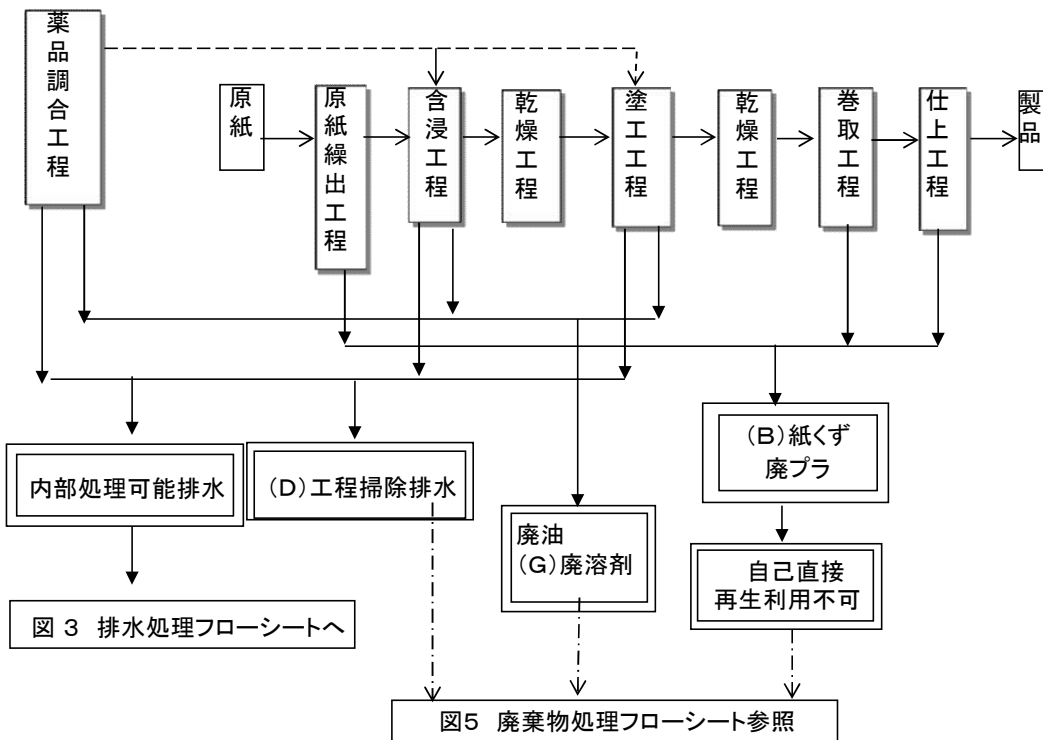 薬品調合工程
原紙
原紙繰出工程
含浸工程
乾燥工程
塗工工程
乾燥工程
巻取工程
仕上工程
製品
内部処理可能排水
(D)工程掃除排水
廃油
(G)廃溶剤
(B)紙くず
廃プラ
自己直接
再生利用不可
図 3 排水処理フローシートへ
図5 廃棄物処理フローシート参照